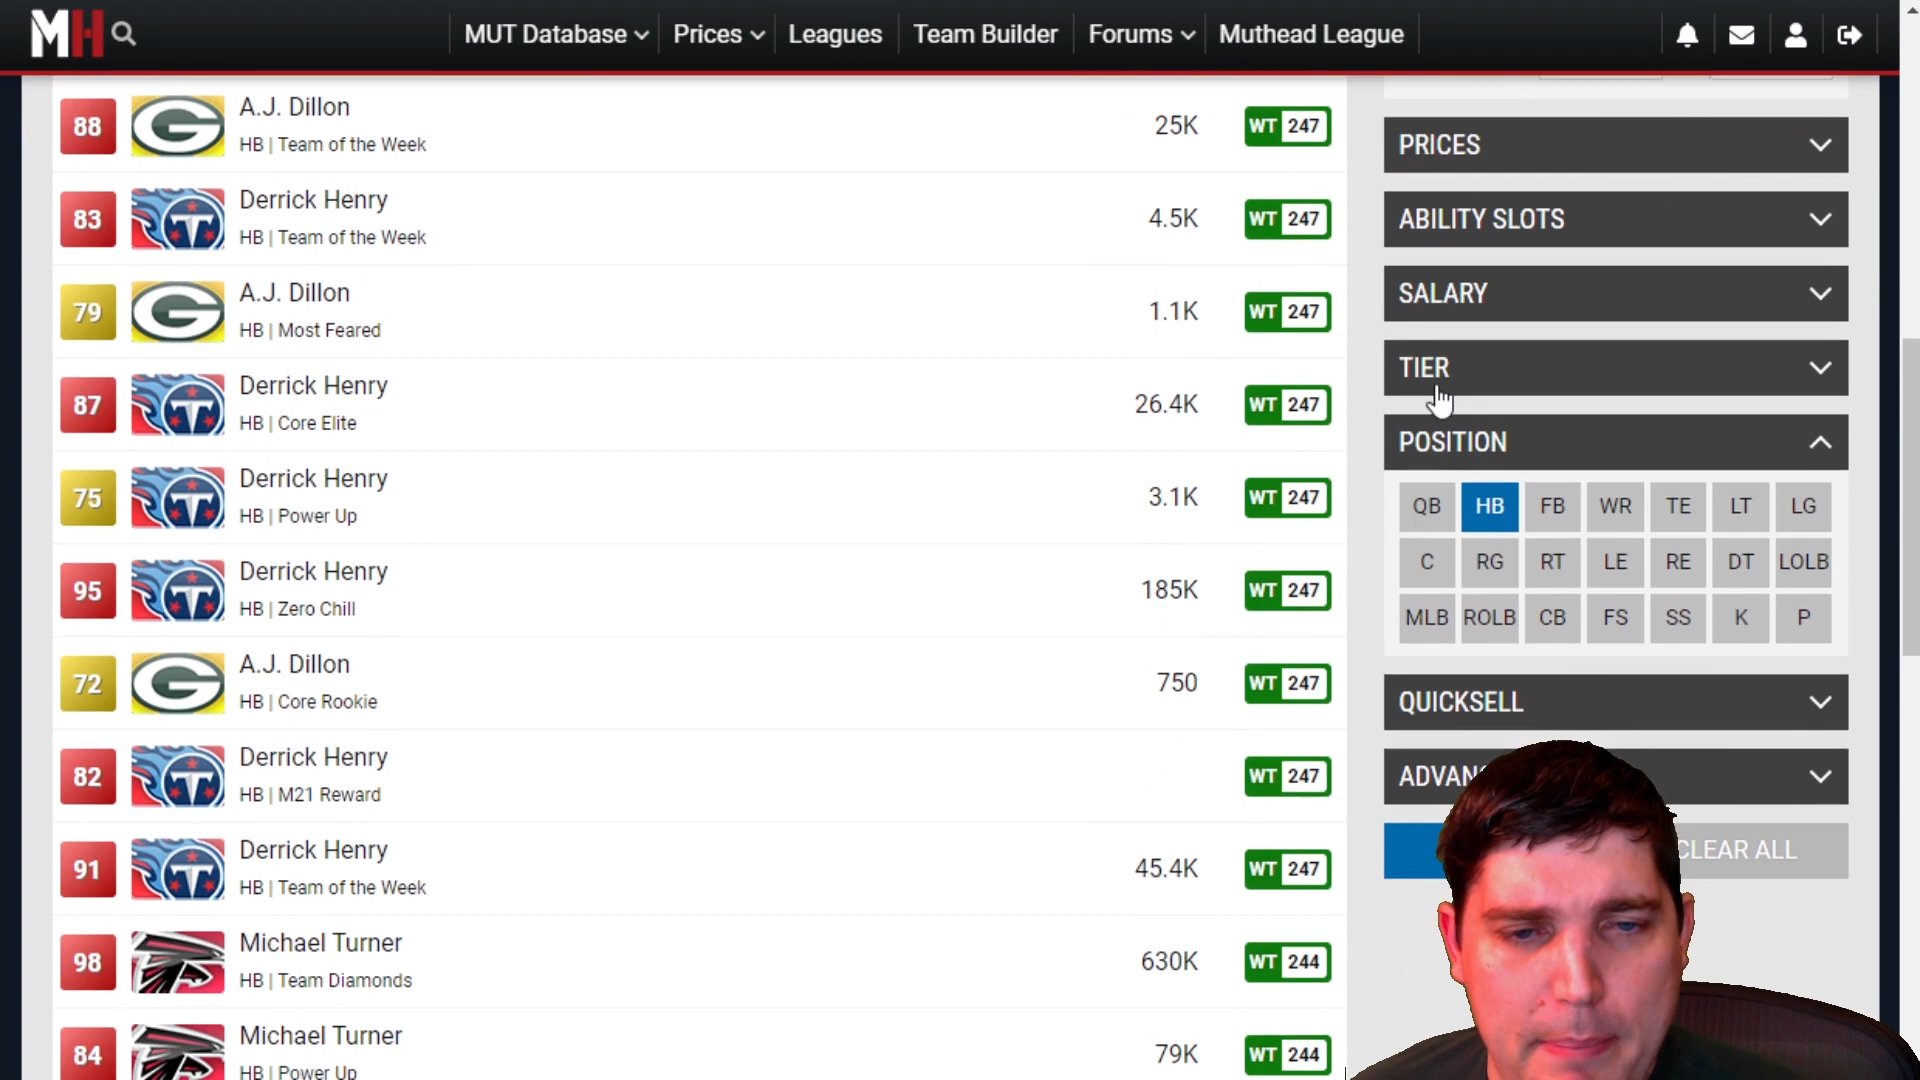 MH MUT Database Prices Leagues Team Builder Forums Muthead League
88 G A.J. Dillon 25K WT 247
HB | Team of the Week
83 T Derrick Henry 4.5K WT 247
HB | Team of the Week
79 G A.J. Dillon 1.1K WT 247
HB | Most Feared
87 T Derrick Henry 26.4K WT 247
HB | Core Elite
75 T Derrick Henry 3.1K WT 247
HB | Power Up
95 T Derrick Henry 185K WT 247
HB | Zero Chill
72 G A.J. Dillon 750 WT 247
HB | Core Rookie
82 T Derrick Henry WT 247
HB | M21 Reward
91 T Derrick Henry 45.4K WT 247
HB | Team of the Week
98 Michael Turner 630K WT 244
HB | Team Diamonds
84 Michael Turner 79K WT 244
HB | Power Up
PRICES
ABILITY SLOTS
SALARY
TIER
POSITION
QB HB FB WR TE LT LG
C RG RT LE RE DT LOLB
MLB ROLB CB FS SS K P
QUICKSELL
ADVAN
CLEAR ALL